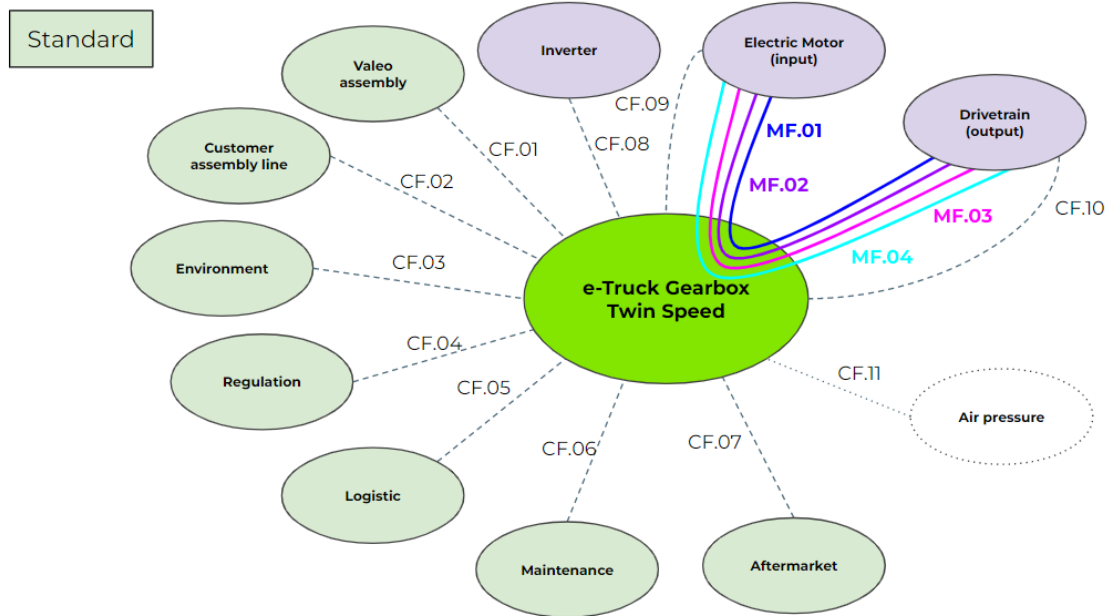 Standard
Valeo
assembly
Inverter
Electric Motor
(input)
Drivetrain
(output)
Customer
assembly line
CF.01
CF.08
CF.09
MF.01
CF.02
MF.02
MF.03
CF.10
Environment
CF.03
MF.04
e-Truck Gearbox
Twin Speed
CF.04
Regulation
CF.05
CF.11
Air pressure
CF.06
CF.07
Logistic
Maintenance
Aftermarket